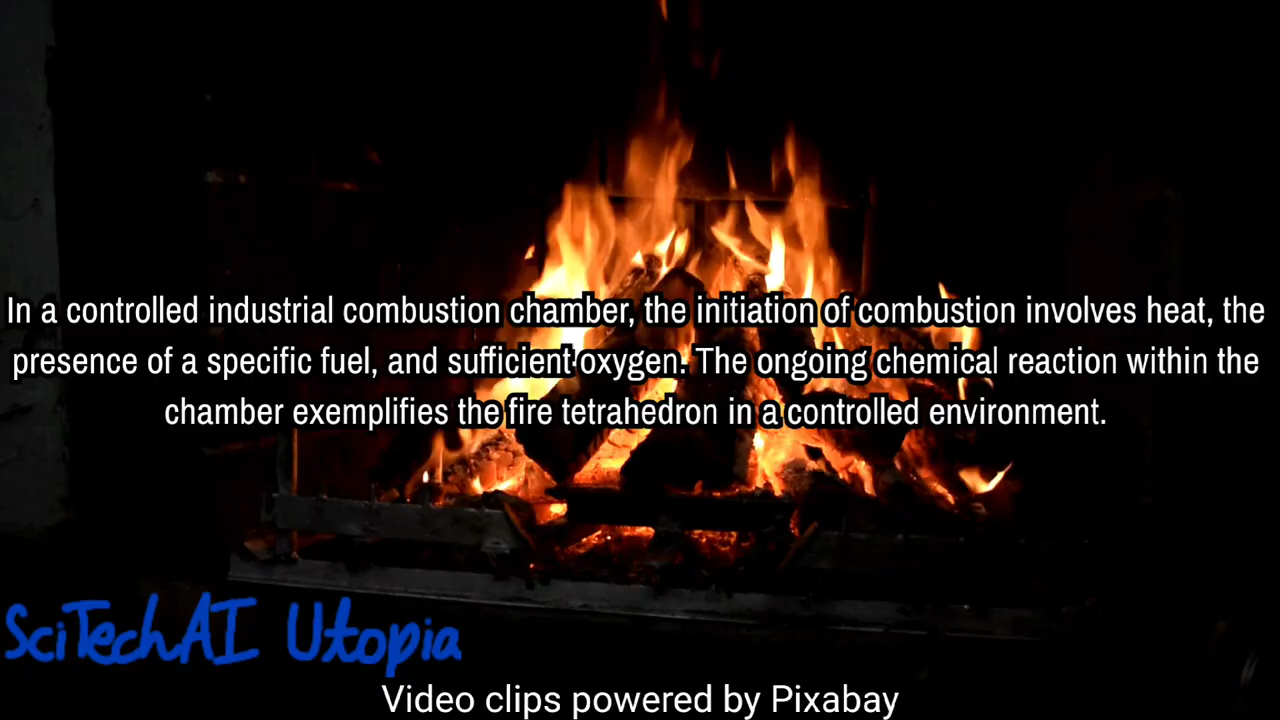 In a controlled industrial combustion chamber, the initiation of combustion involves heat, the
presence of a specific fuel, and sufficient oxygen. The ongoing chemical reaction within the
chamber exemplifies the fire tetrahedron in a controlled environment.
SciTechAI Utopia
Video clips powered by Pixabay